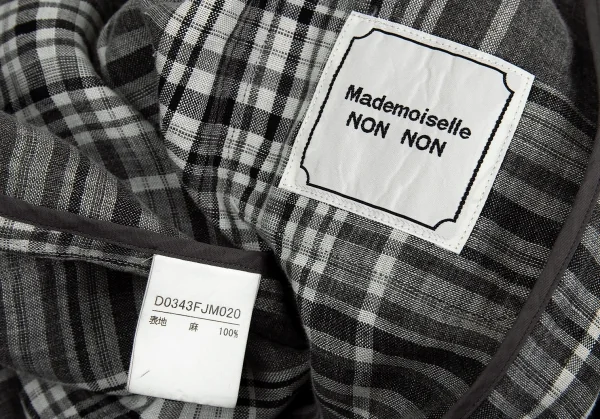 Mademoiselle
NON NON
D0343FJM020
表地 麻 100%